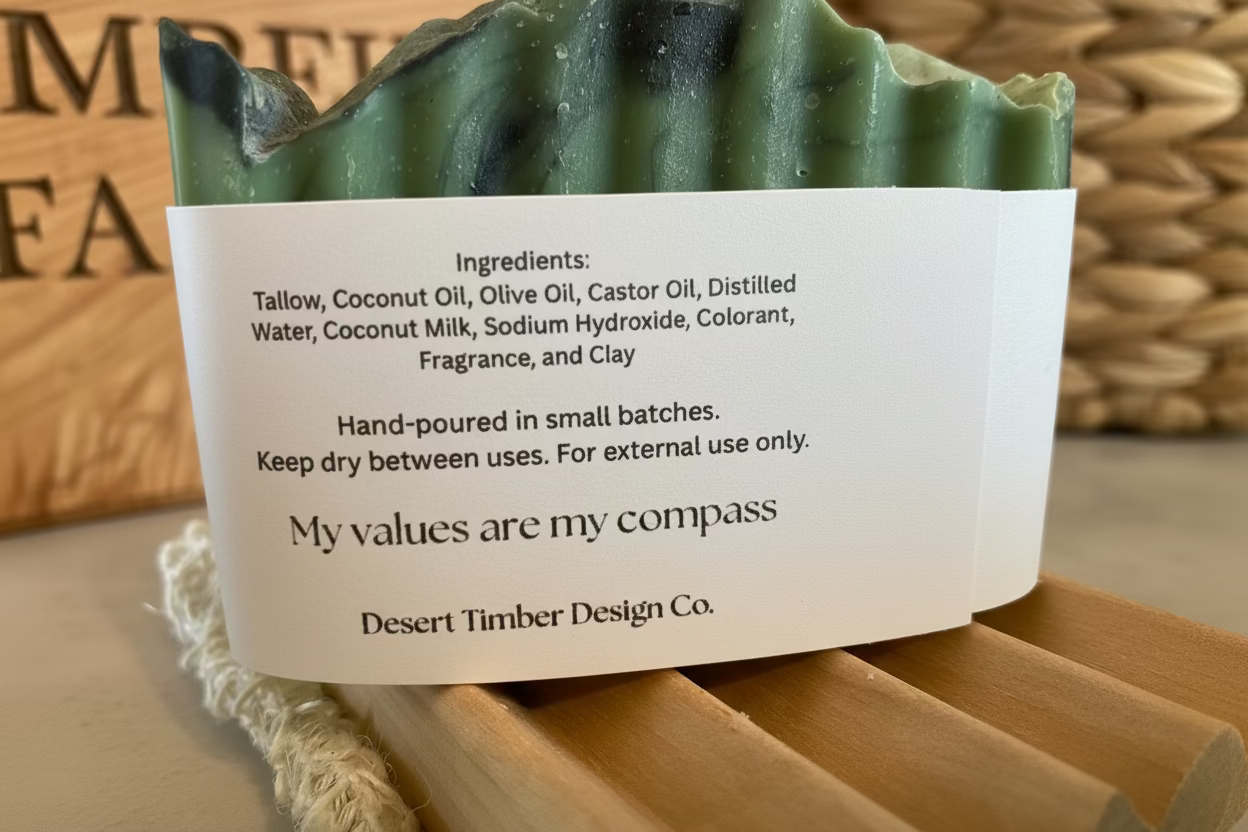 Ingredients:
Tallow, Coconut Oil, Olive Oil, Castor Oil, Distilled
Water, Coconut Milk, Sodium Hydroxide, Colorant,
Fragrance, and Clay
Hand-poured in small batches.
Keep dry between uses. For external use only.
My values are my compass
Desert Timber Design Co.